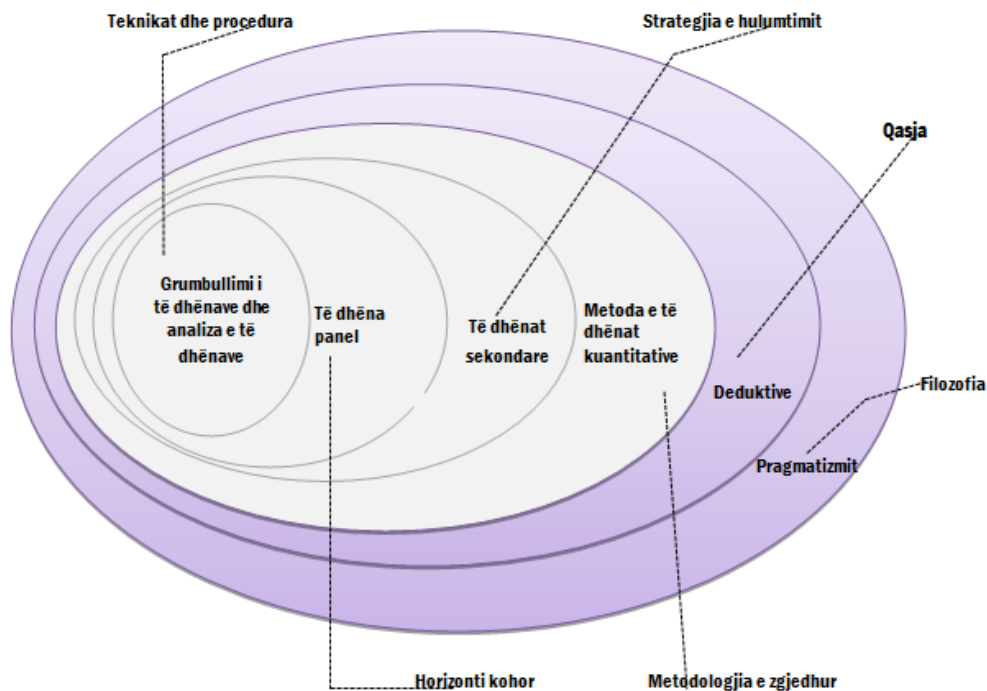 Teknikat dhe procedura
Strategjia e hulumtimit
Qasja
Grumbullimi i
të dhënave dhe
analiza e të
dhënave
Të dhëna
panel
Të dhënat
sekondare
Metoda e të
dhënat
kuantitative
Deduktive
Filozofia
Pragmatizmit
Horizonti kohor
Metodologjia e zgjedhur